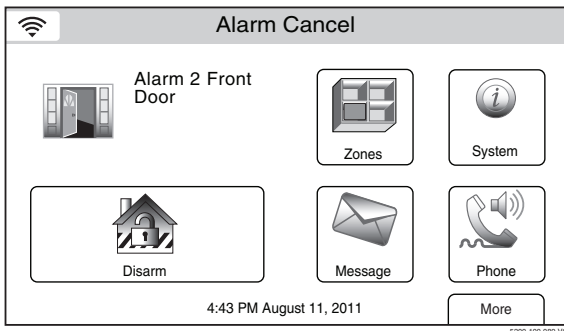 Alarm Cancel
Alarm 2 Front
Door
Zones
System
Disarm
Message
Phone
4:43 PM August 11, 2011
More